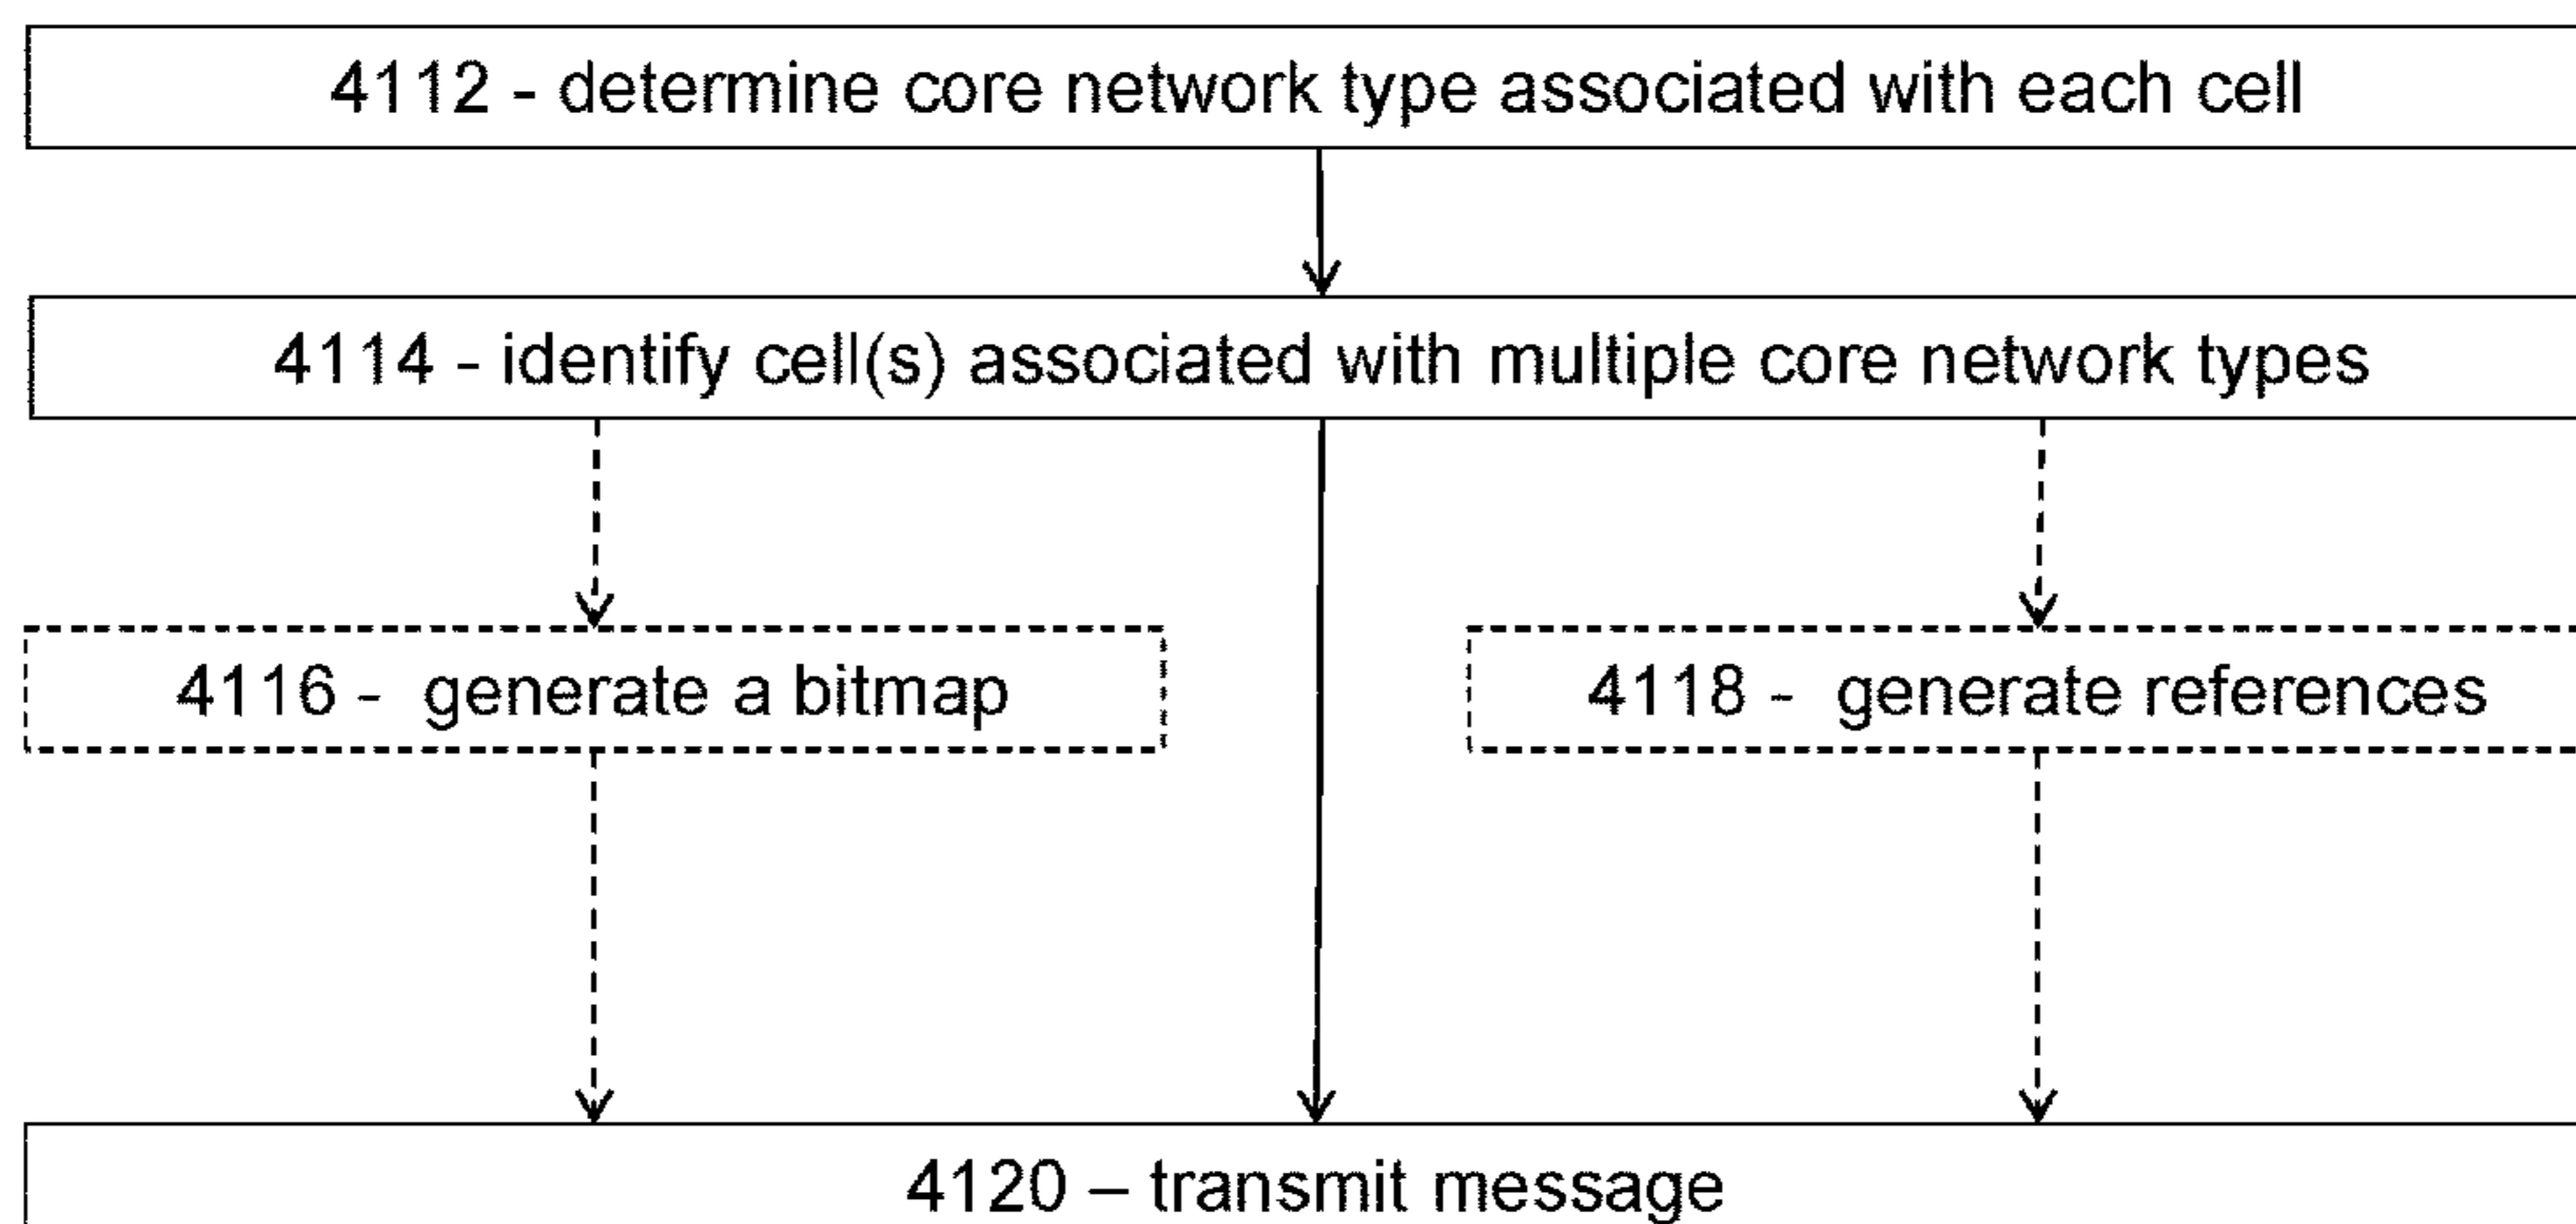 4112 - determine core network type associated with each cell
4114 - identify cell(s) associated with multiple core network types
4116 - generate a bitmap
4118 - generate references
4120 – transmit message